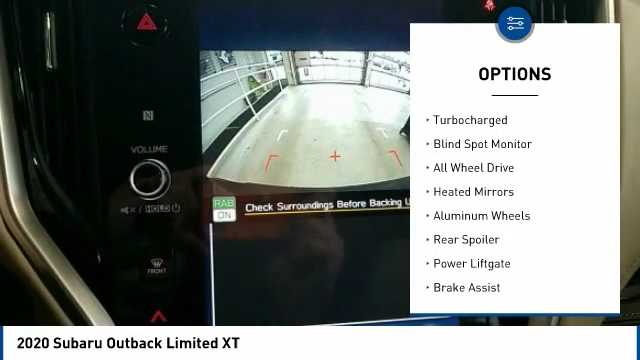 VOLUME
HOLD
FRONT
RAB
ON
Check Surroundings Before Backing U
OPTIONS
Turbocharged
Blind Spot Monitor
All Wheel Drive
Heated Mirrors
Aluminum Wheels
Rear Spoiler
Power Liftgate
Brake Assist
2020 Subaru Outback Limited XT